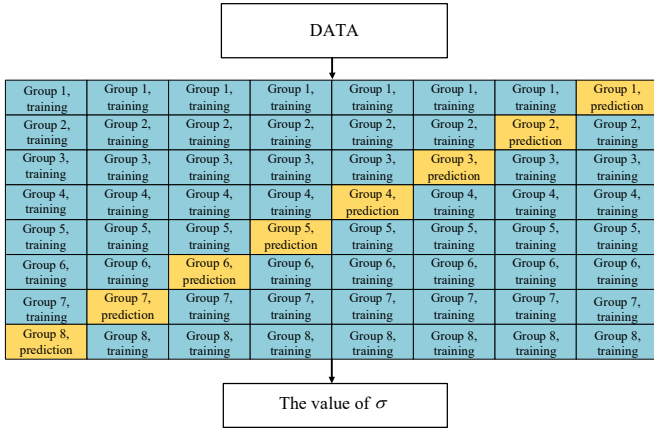 DATA
Group 1, Group 1, Group 1, Group 1, Group 1, Group 1, Group 1, Group 1,
training training training training training training training prediction
Group 2, Group 2, Group 2, Group 2, Group 2, Group 2, Group 2, Group 2,
training training training training training training prediction training
Group 3, Group 3, Group 3, Group 3, Group 3, Group 3, Group 3, Group 3,
training training training training training prediction training training
Group 4, Group 4, Group 4, Group 4, Group 4, Group 4, Group 4, Group 4,
training training training training prediction training training training
Group 5, Group 5, Group 5, Group 5, Group 5, Group 5, Group 5, Group 5,
training training training prediction training training training training
Group 6, Group 6, Group 6, Group 6, Group 6, Group 6, Group 6, Group 6,
training training prediction training training training training training
Group 7, Group 7, Group 7, Group 7, Group 7, Group 7, Group 7, Group 7,
training prediction training training training training training training
Group 8, Group 8, Group 8, Group 8, Group 8, Group 8, Group 8, Group 8,
prediction training training training training training training training
The value of σ